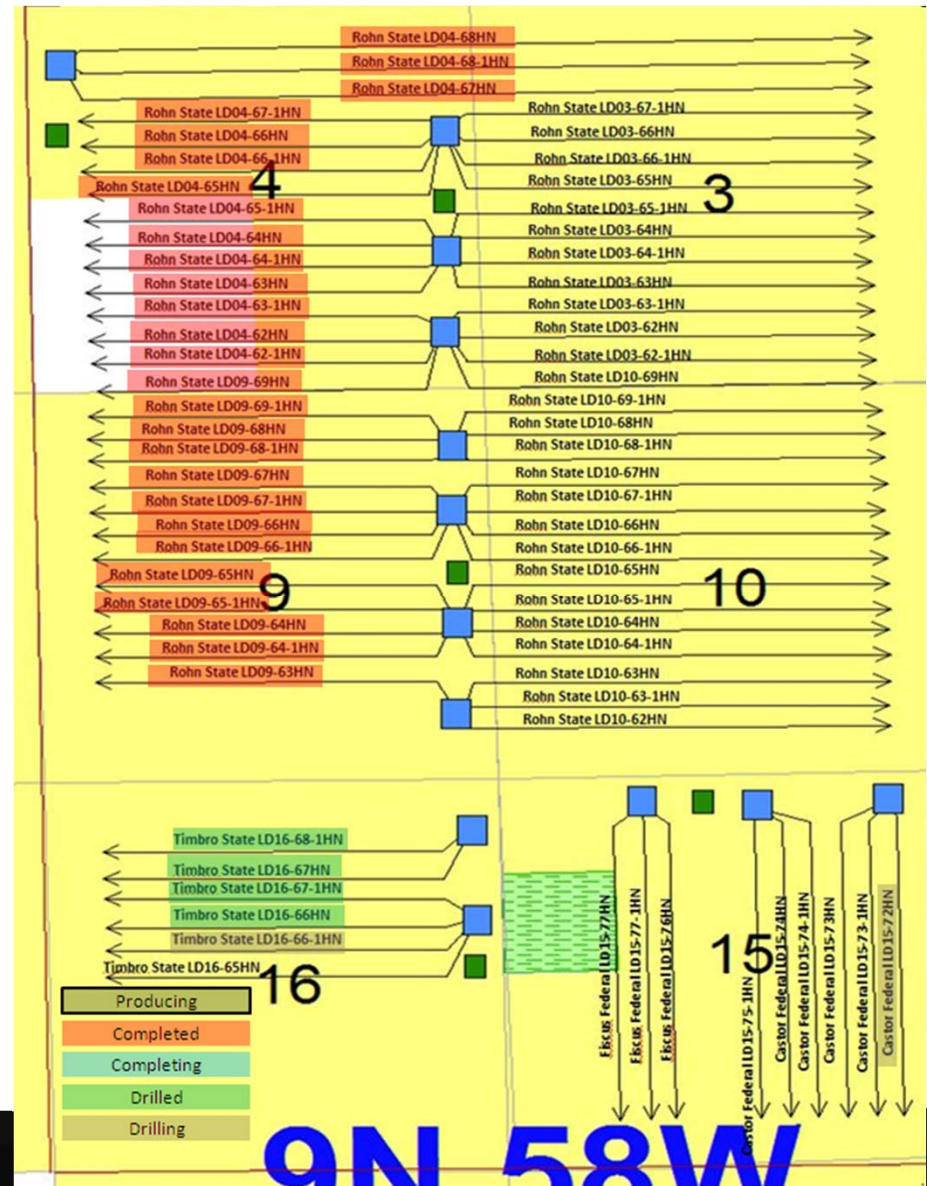 Rohn State LD04-68HN
Rohn State LD04-68-1HN
Rohn State LD04-67HN
Rohn State LD04-67-1HN
Rohn State LD04-66HN
Rohn State LD04-66-1HN
Rohn State LD04-65HN
4
Rohn State LD04-65-1HN
Rohn State LD04-64HN
Rohn State LD04-64-1HN
Rohn State LD04-63HN
Rohn State LD04-63-1HN
Rohn State LD04-62HN
Rohn State LD04-62-1HN
Rohn State LD09-69HN
Rohn State LD03-67-1HN
Rohn State LD03-66HN
Rohn State LD03-66-1HN
Rohn State LD03-65HN
3
Rohn State LD03-65-1HN
Rohn State LD03-64HN
Rohn State LD03-64-1HN
Rohn State LD03-63HN
Rohn State LD03-63-1HN
Rohn State LD03-62HN
Rohn State LD03-62-1HN
Rohn State LD10-69HN
Rohn State LD09-69-1HN
Rohn State LD09-68HN
Rohn State LD09-68-1HN
Rohn State LD09-67HN
Rohn State LD09-67-1HN
Rohn State LD09-66HN
Rohn State LD09-66-1HN
Rohn State LD09-65HN
9
Rohn State LD09-65-1HN
Rohn State LD09-64HN
Rohn State LD09-64-1HN
Rohn State LD09-63HN
Rohn State LD10-69-1HN
Rohn State LD10-68HN
Rohn State LD10-68-1HN
Rohn State LD10-67HN
Rohn State LD10-67-1HN
Rohn State LD10-66HN
Rohn State LD10-66-1HN
Rohn State LD10-65HN
10
Rohn State LD10-65-1HN
Rohn State LD10-64HN
Rohn State LD10-64-1HN
Rohn State LD10-63HN
Rohn State LD10-63-1HN
Rohn State LD10-62HN
Timbro State LD16-68-1HN
Timbro State LD16-67HN
Timbro State LD16-67-1HN
Timbro State LD16-66HN
Timbro State LD16-66-1HN
Timbro State LD16-65HN
16
Fiscus Federal LD15-77HN
Fiscus Federal LD15-77-1HN
Fiscus Federal LD15-76HN
15
Castor Federal LD15-75-1HN
Castor Federal LD15-74HN
Castor Federal LD15-74-1HN
Castor Federal LD15-73HN
Castor Federal LD15-73-1HN
Castor Federal LD15-72HN
Producing
Completed
Completing
Drilled
Drilling
9N 58W